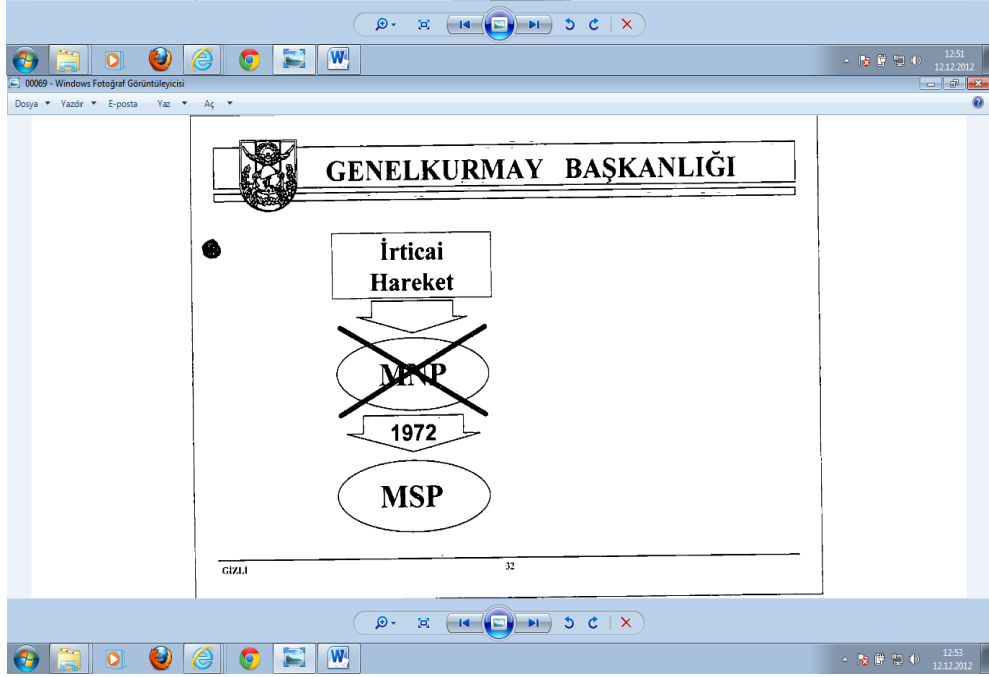 12:51
12.12.2012
00069 - Windows Fotoğraf Görüntüleyicisi
Dosya Yazdır E-posta Yaz Aç
GENELKURMAY BAŞKANLIĞI
İrticai
Hareket
MNP
1972
MSP
GİZLİ 32
12:53
12.12.2012